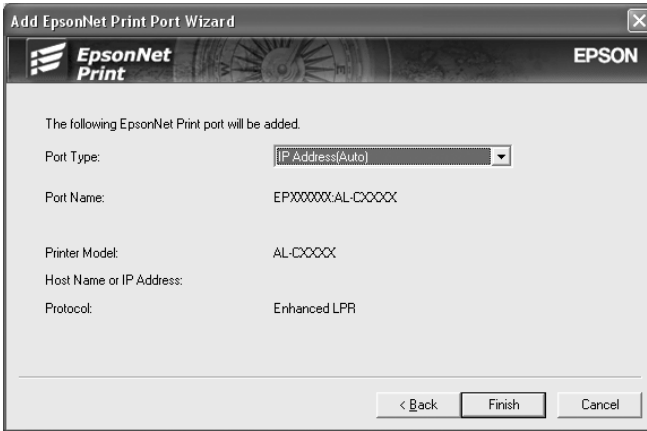 Add EpsonNet Print Port Wizard
EpsonNet
Print
EPSON
The following EpsonNet Print port will be added.
Port Type: IP Address(Auto)
Port Name: EPXXXXXX:AL-CXXXX
Printer Model: AL-CXXXX
Host Name or IP Address:
Protocol: Enhanced LPR
< Back Finish Cancel